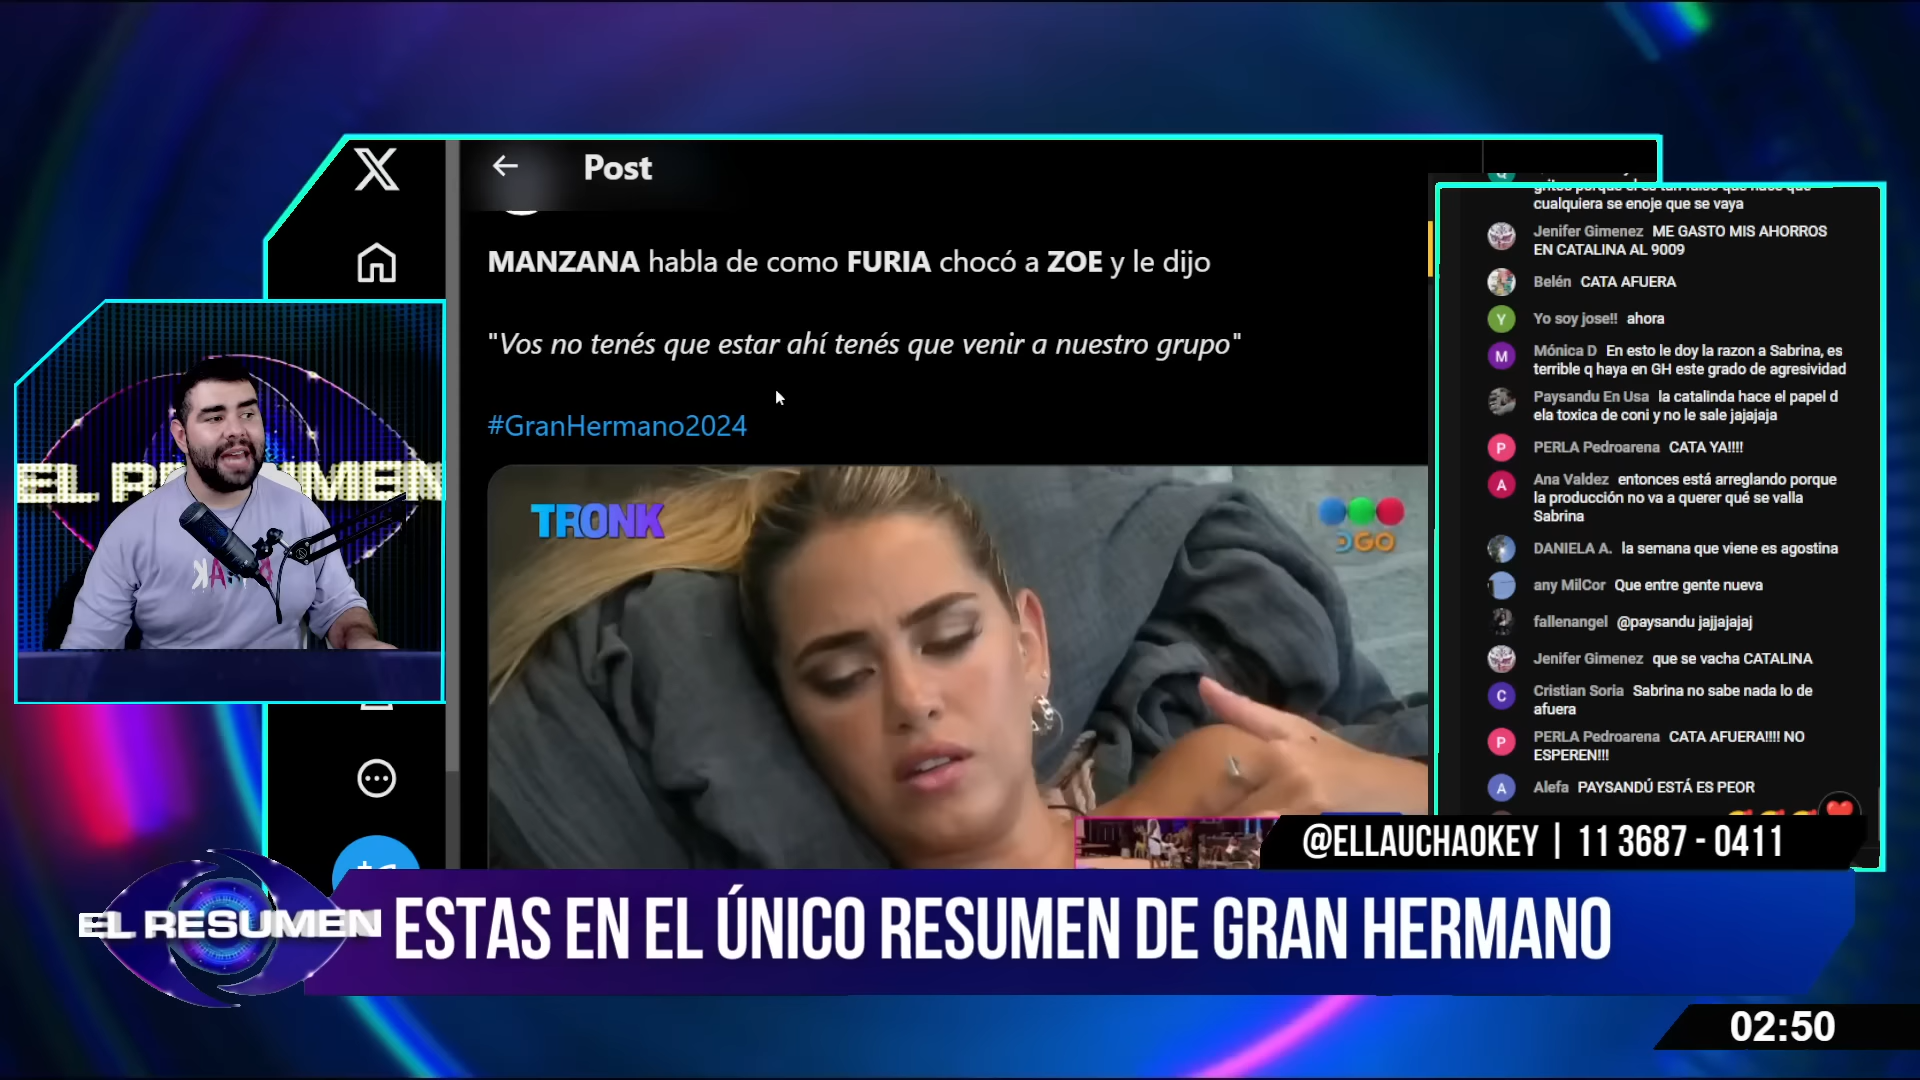 Post
MANZANA habla de como FURIA chocó a ZOE y le dijo
"Vos no tenés que estar ahí tenés que venir a nuestro grupo"
#GranHermano2024
TRONK
DGO
EL RESUMEN
cualquiera se enoje que se vaya
Jenifer Gimenez ME GASTO MIS AHORROS
EN CATALINA AL 9009
Belén CATA AFUERA
Y
Yo soy jose!! ahora
M
Mónica D En esto le doy la razon a Sabrina, es
terrible q haya en GH este grado de agresividad
Paysandu En Usa la catalinda hace el papel d
ela toxica de coni y no le sale jajajaja
P
PERLA Pedroarena CATA YA!!!!
A
Ana Valdez entonces está arreglando porque
la producción no va a querer qué se valla
Sabrina
DANIELA A. la semana que viene es agostina
any MilCor Que entre gente nueva
fallenangel @paysandu jajjajajaj
Jenifer Gimenez que se vacha CATALINA
C
Cristian Soria Sabrina no sabe nada lo de
afuera
P
PERLA Pedroarena CATA AFUERA!!!! NO
ESPEREN!!!
A
Alefa PAYSANDÚ ESTÁ ES PEOR
@ELLAUCHAOKEY | 11 3687 - 0411
EL RESUMEN
ESTAS EN EL ÚNICO RESUMEN DE GRAN HERMANO
02:50